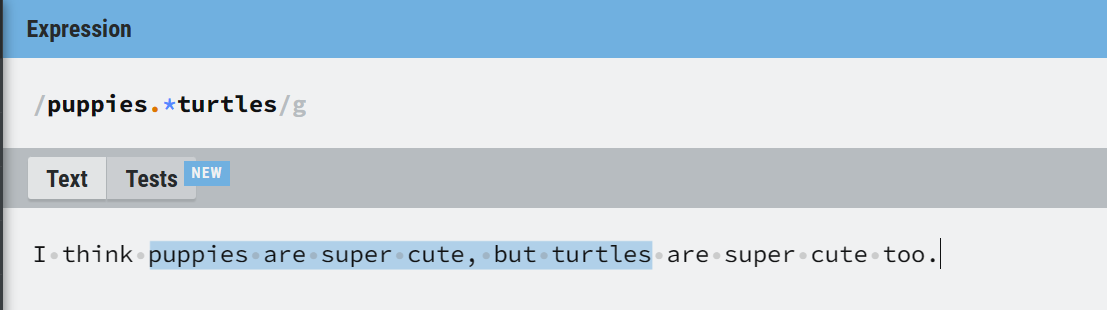 Expression
/puppies.*turtles/g
Text Tests NEW
I·think·puppies·are·super·cute,·but·turtles·are·super·cute·too.